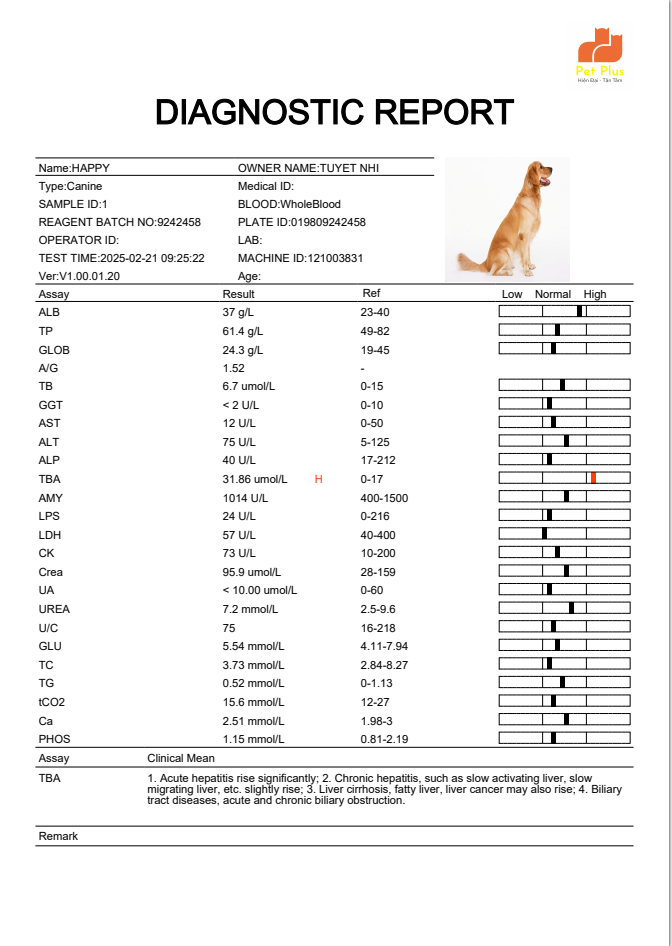 Pet Plus
Hiện Đại - Tận Tâm
DIAGNOSTIC REPORT
Name:HAPPY OWNER NAME:TUYET NHI
Type:Canine Medical ID:
SAMPLE ID:1 BLOOD:WholeBlood
REAGENT BATCH NO:9242458 PLATE ID:019809242458
OPERATOR ID: LAB:
TEST TIME:2025-02-21 09:25:22 MACHINE ID:121003831
Ver:V1.00.01.20 Age:
Assay Result Ref Low Normal High
ALB 37 g/L 23-40
TP 61.4 g/L 49-82
GLOB 24.3 g/L 19-45
A/G 1.52 -
TB 6.7 umol/L 0-15
GGT < 2 U/L 0-10
AST 12 U/L 0-50
ALT 75 U/L 5-125
ALP 40 U/L 17-212
TBA 31.86 umol/L H 0-17
AMY 1014 U/L 400-1500
LPS 24 U/L 0-216
LDH 57 U/L 40-400
CK 73 U/L 10-200
Crea 95.9 umol/L 28-159
UA < 10.00 umol/L 0-60
UREA 7.2 mmol/L 2.5-9.6
U/C 75 16-218
GLU 5.54 mmol/L 4.11-7.94
TC 3.73 mmol/L 2.84-8.27
TG 0.52 mmol/L 0-1.13
tCO2 15.6 mmol/L 12-27
Ca 2.51 mmol/L 1.98-3
PHOS 1.15 mmol/L 0.81-2.19
Assay Clinical Mean
TBA 1. Acute hepatitis rise significantly; 2. Chronic hepatitis, such as slow activating liver, slow
migrating liver, etc. slightly rise; 3. Liver cirrhosis, fatty liver, liver cancer may also rise; 4. Biliary
tract diseases, acute and chronic biliary obstruction.
Remark